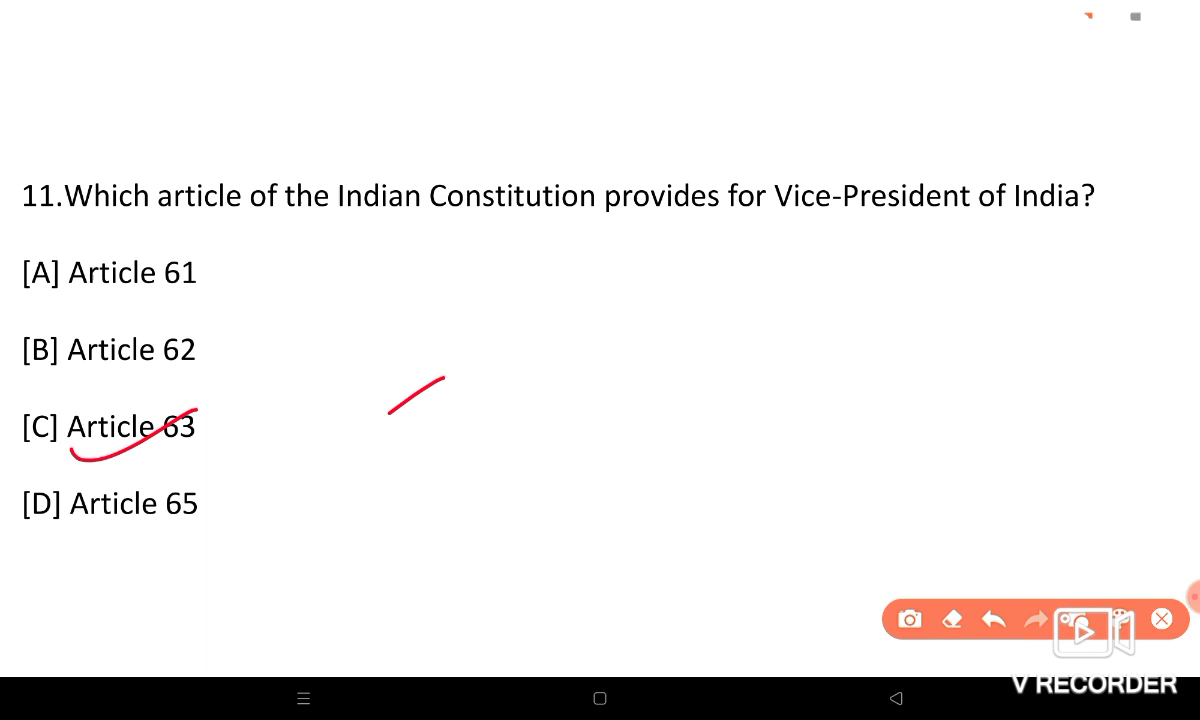 11.Which article of the Indian Constitution provides for Vice-President of India?
[A] Article 61
[B] Article 62
[C] Article 63
[D] Article 65
V RECORDER